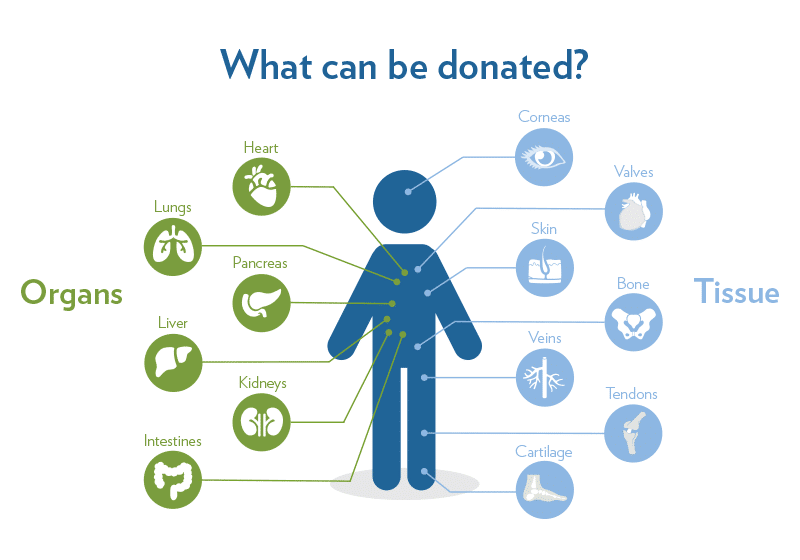 What can be donated?
Organs
Heart
Lungs
Pancreas
Liver
Kidneys
Intestines
Tissue
Corneas
Valves
Skin
Bone
Veins
Tendons
Cartilage